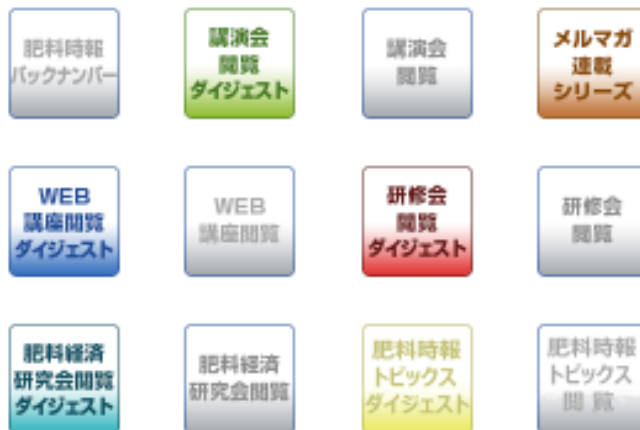 肥料時報
バックナンバー
講演会
閲覧
ダイジェスト
講演会
閲覧
メルマガ
連載
シリーズ
WEB
講座閲覧
ダイジェスト
WEB
講座閲覧
研修会
閲覧
ダイジェスト
研修会
閲覧
肥料経済
研究会閲覧
ダイジェスト
肥料経済
研究会閲覧
肥料時報
トピックス
ダイジェスト
肥料時報
トピックス
閲覧